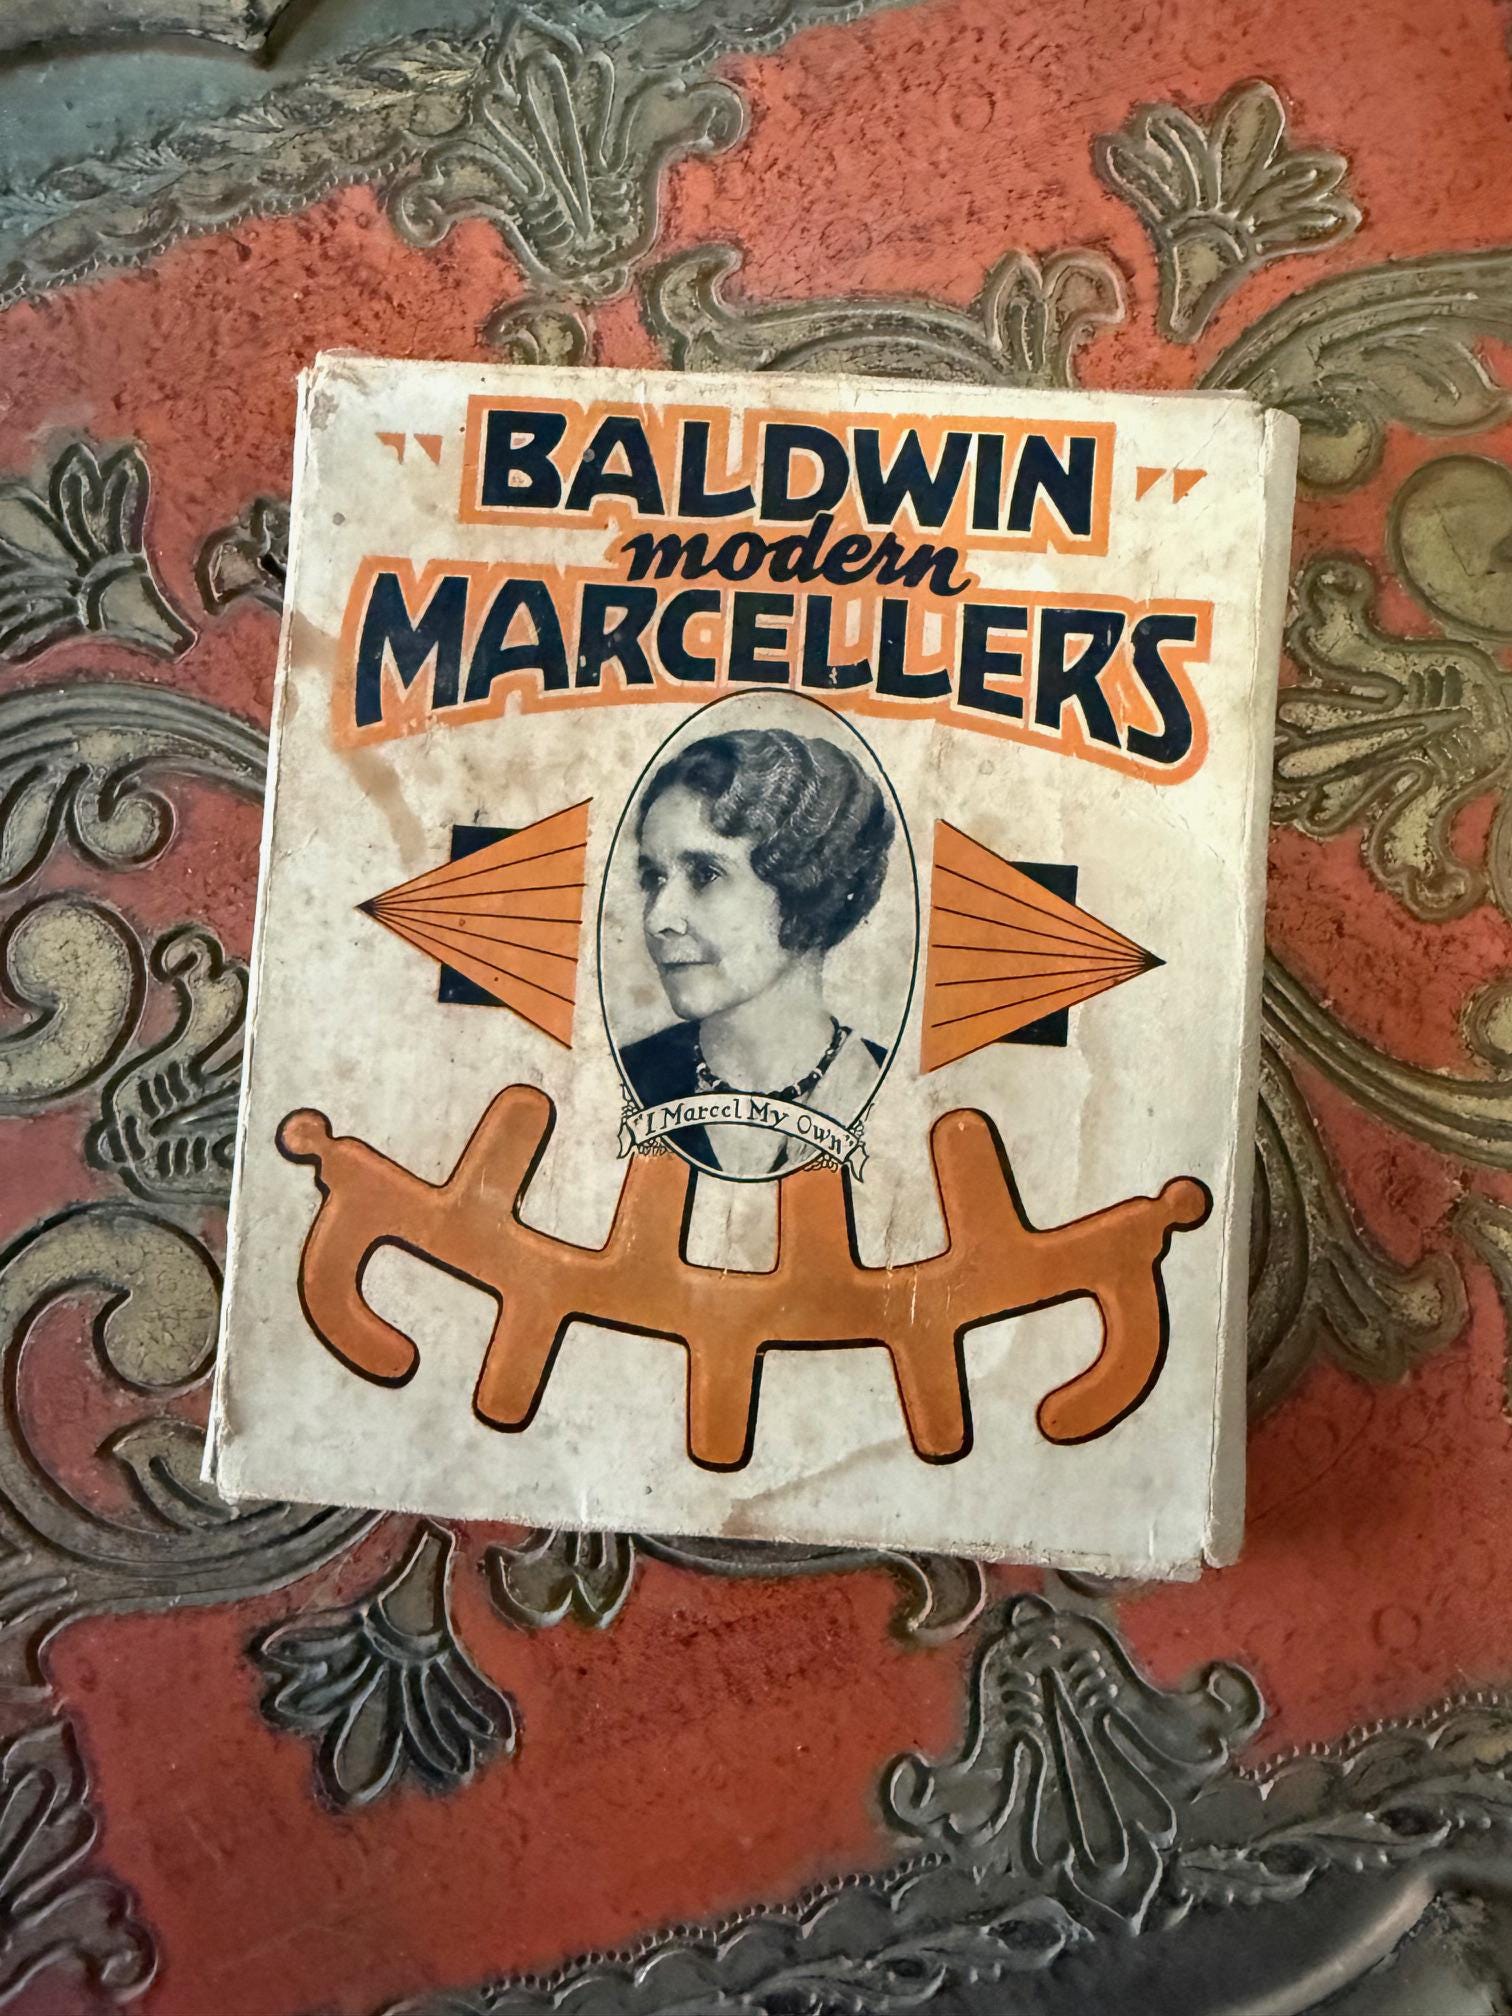 "BALDWIN"
modern
MARCELLERS
"I Marcel My Own"